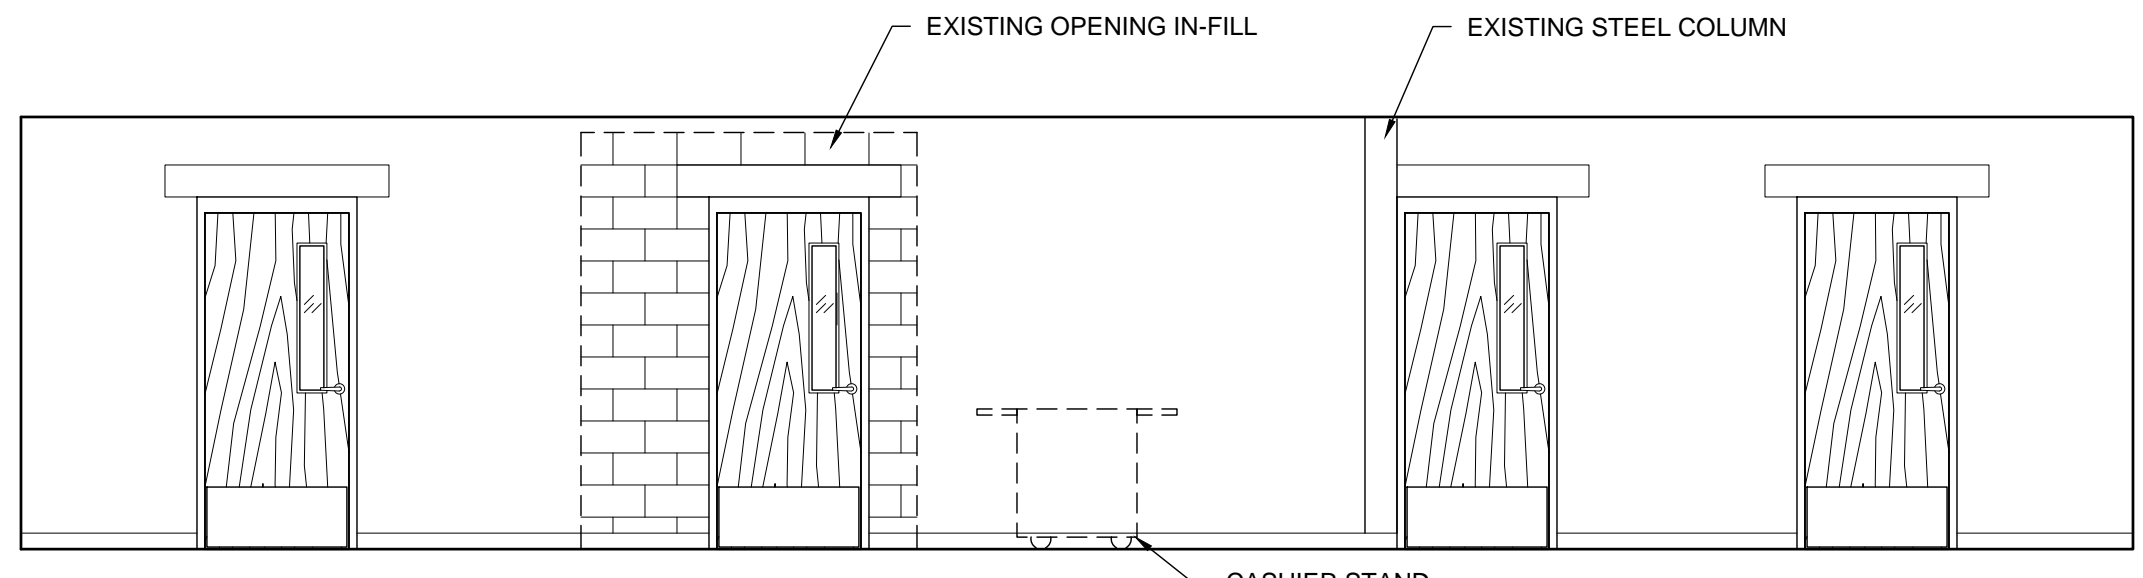 EXISTING OPENING IN-FILL
EXISTING STEEL COLUMN
CASHIER STAND